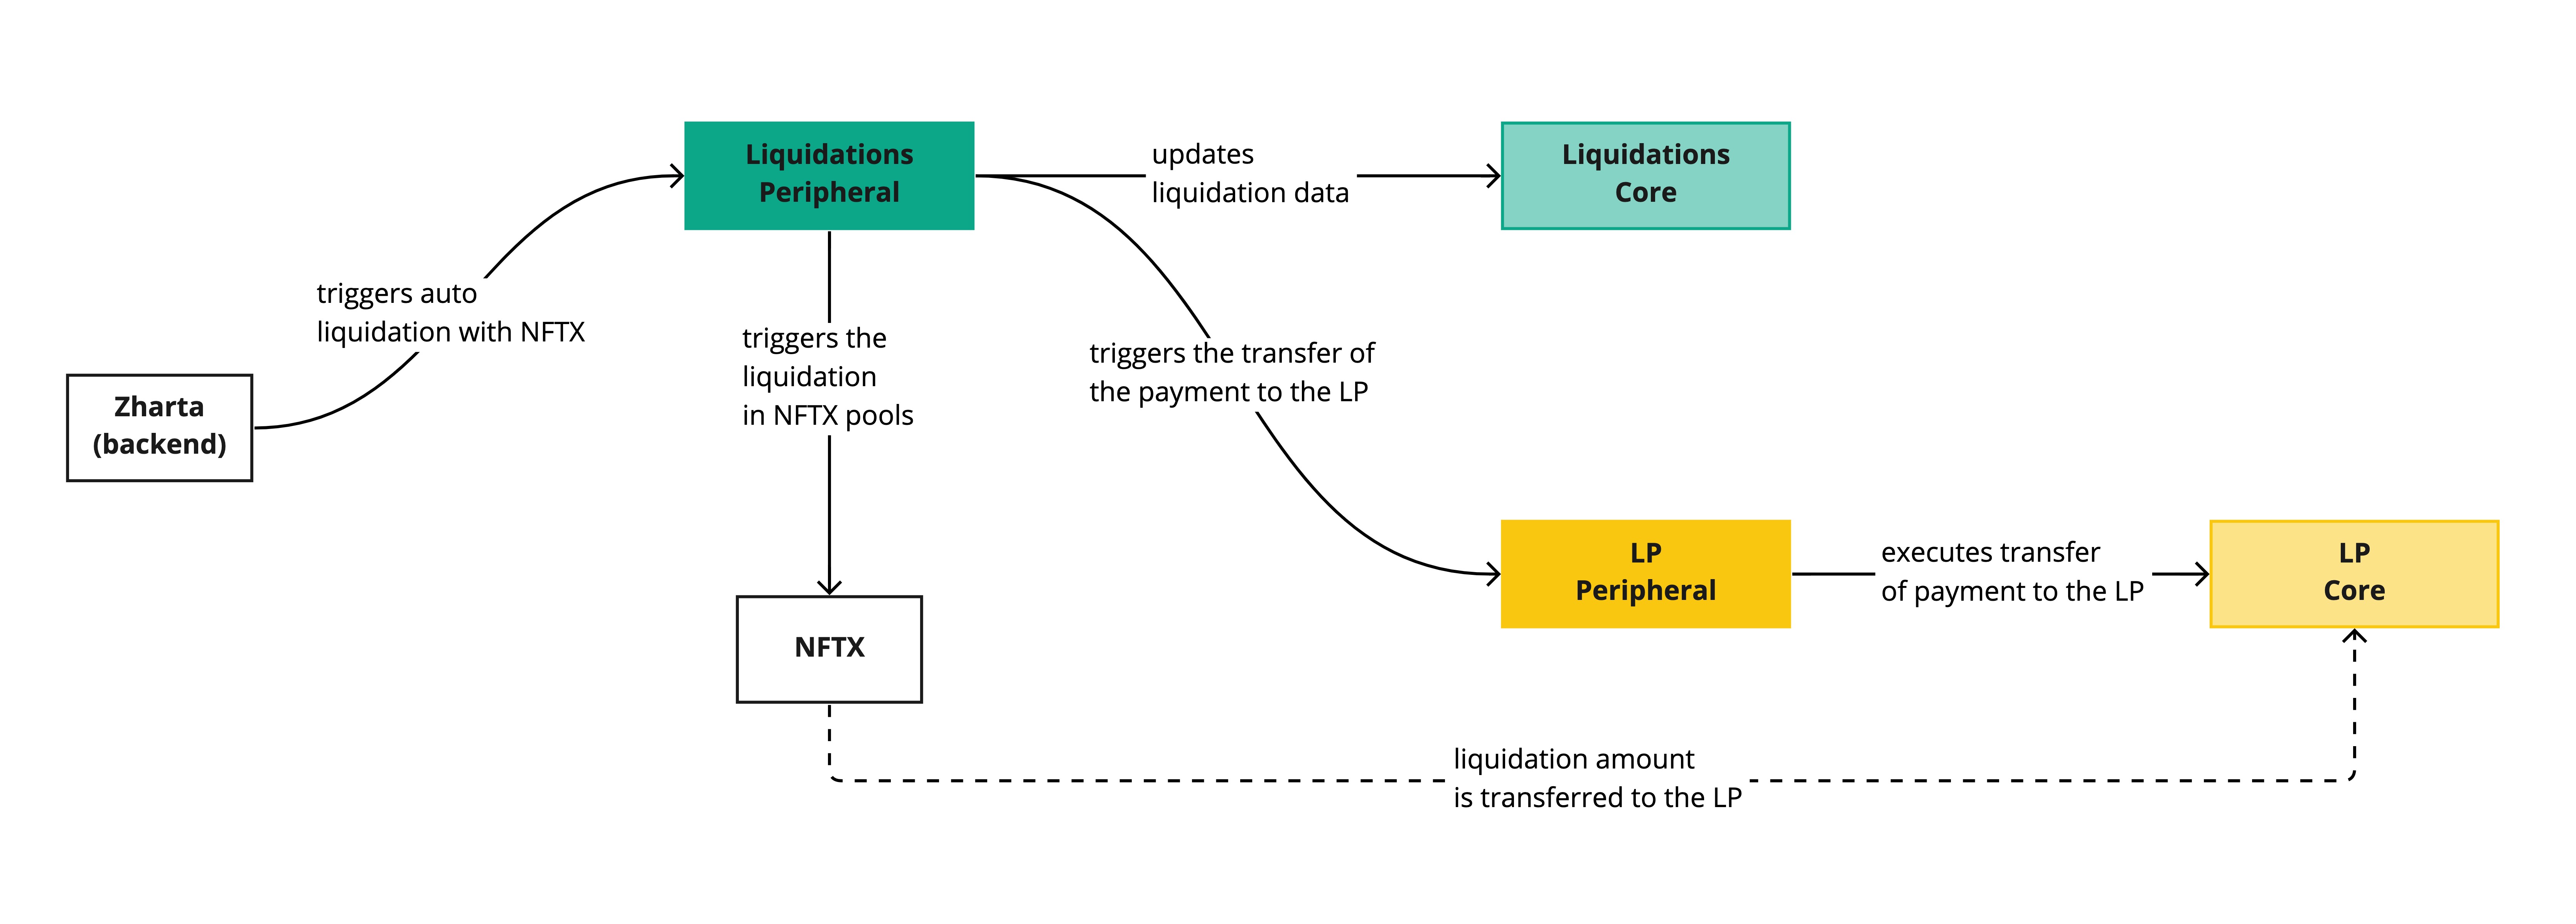 Liquidations
Peripheral
updates
liquidation data
Liquidations
Core
triggers auto
liquidation with NFTX
triggers the
liquidation
in NFTX pools
triggers the transfer of
the payment to the LP
Zharta
(backend)
LP
Peripheral
executes transfer
of payment to the LP
LP
Core
NFTX
liquidation amount
is transferred to the LP